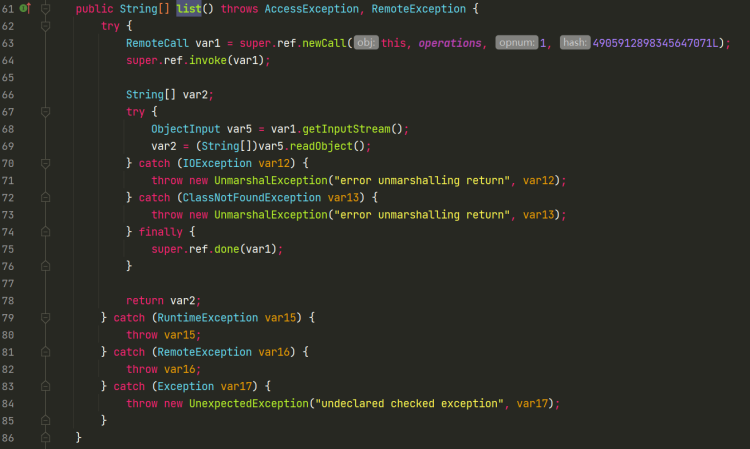 61 public String[] list() throws AccessException, RemoteException {
62 try {
63 RemoteCall var1 = super.ref.newCall( obj: this, operations, opnum: 1, hash: 4905912898345647071L);
64 super.ref.invoke(var1);
65
66 String[] var2;
67 try {
68 ObjectInput var5 = var1.getInputStream();
69 var2 = (String[])var5.readObject();
70 } catch (IOException var12) {
71 throw new UnmarshalException("error unmarshalling return", var12);
72 } catch (ClassNotFoundException var13) {
73 throw new UnmarshalException("error unmarshalling return", var13);
74 } finally {
75 super.ref.done(var1);
76 }
77
78 return var2;
79 } catch (RuntimeException var15) {
80 throw var15;
81 } catch (RemoteException var16) {
82 throw var16;
83 } catch (Exception var17) {
84 throw new UnexpectedException("undeclared checked exception", var17);
85 }
86 }